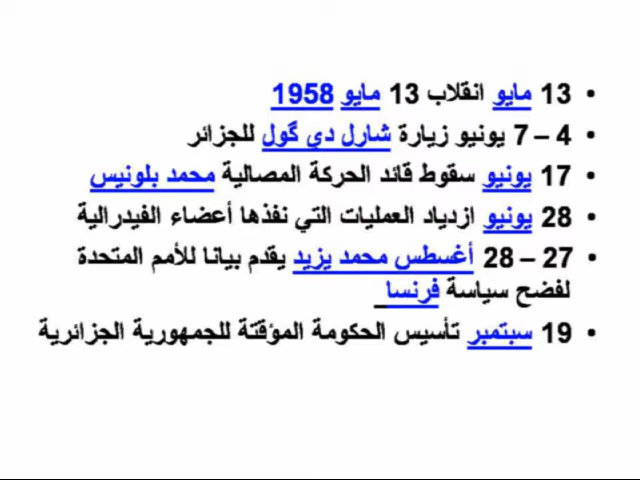 • 13 مايو انقلاب 13 مايو 1958
• 4 – 7 يونيو زيارة شارل دي گول للجزائر
• 17 يونيو سقوط قائد الحركة المصالية محمد بلونيس
• 28 يونيو ازدياد العمليات التي نفذها أعضاء الفيدرالية
• 27 – 28 أغسطس محمد يزيد يقدم بيانا للأمم المتحدة
لفضح سياسة فرنسا
• 19 سبتمبر تأسيس الحكومة المؤقتة للجمهورية الجزائرية